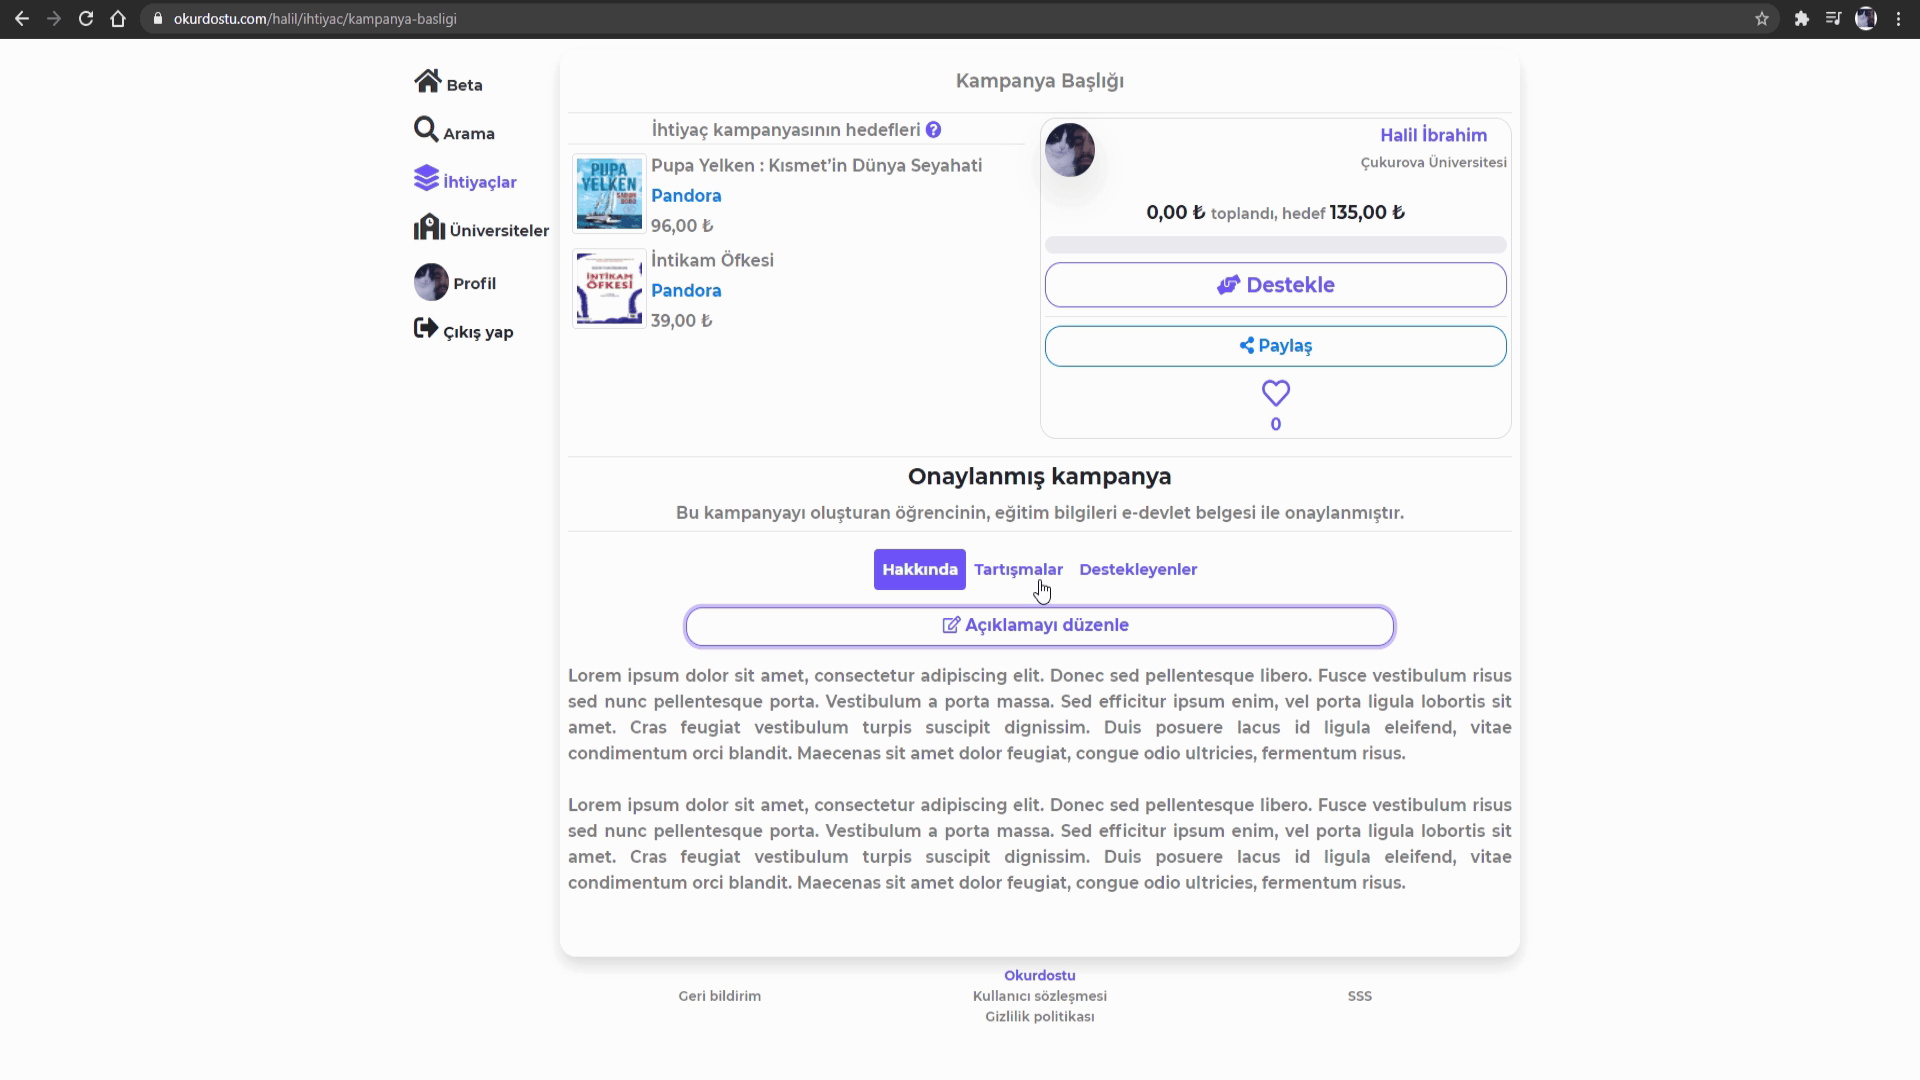 okurdostu.com/halil/ihtiyac/kampanya-basligi
Beta
Arama
İhtiyaçlar
Üniversiteler
Profil
Çıkış yap
Kampanya Başlığı
İhtiyaç kampanyasının hedefleri ?
PUPA
YELKEN
Pupa Yelken : Kısmet'in Dünya Seyahati
Pandora
96,00 ₺
İNTİKAM
ÖFKESİ
İntikam Öfkesi
Pandora
39,00 ₺
Halil İbrahim
Çukurova Üniversitesi
0,00 ₺ toplandı, hedef 135,00 ₺
Destekle
Paylaş
0
Onaylanmış kampanya
Bu kampanyayı oluşturan öğrencinin, eğitim bilgileri e-devlet belgesi ile onaylanmıştır.
Hakkında Tartışmalar Destekleyenler
Açıklamayı düzenle
Lorem ipsum dolor sit amet, consectetur adipiscing elit. Donec sed pellentesque libero. Fusce vestibulum risus
sed nunc pellentesque porta. Vestibulum a porta massa. Sed efficitur ipsum enim, vel porta ligula lobortis sit
amet. Cras feugiat vestibulum turpis suscipit dignissim. Duis posuere lacus id ligula eleifend, vitae
condimentum orci blandit. Maecenas sit amet dolor feugiat, congue odio ultricies, fermentum risus.
Lorem ipsum dolor sit amet, consectetur adipiscing elit. Donec sed pellentesque libero. Fusce vestibulum risus
sed nunc pellentesque porta. Vestibulum a porta massa. Sed efficitur ipsum enim, vel porta ligula lobortis sit
amet. Cras feugiat vestibulum turpis suscipit dignissim. Duis posuere lacus id ligula eleifend, vitae
condimentum orci blandit. Maecenas sit amet dolor feugiat, congue odio ultricies, fermentum risus.
Okurdostu
Geri bildirim Kullanıcı sözleşmesi SSS
Gizlilik politikası